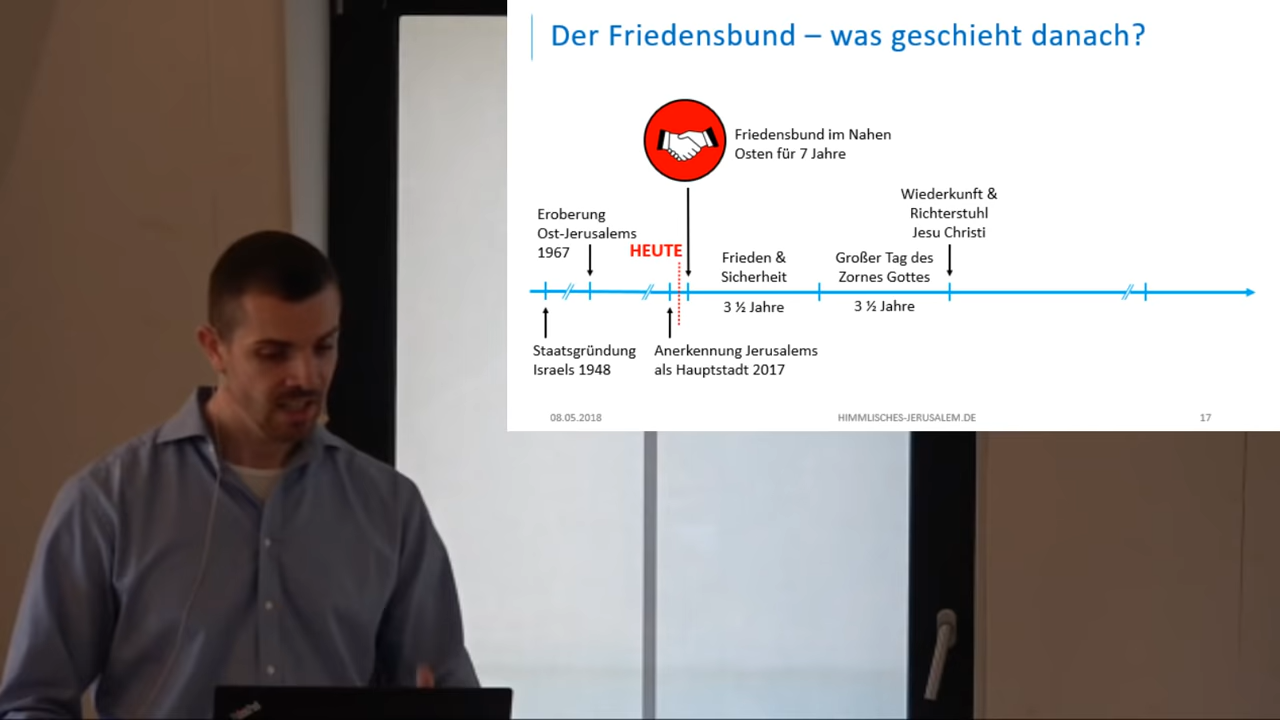 Der Friedensbund – was geschieht danach?
Friedensbund im Nahen
Osten für 7 Jahre
Wiederkunft &
Richterstuhl
Jesu Christi
Eroberung
Ost-Jerusalems
1967
HEUTE
Frieden &
Sicherheit
Großer Tag des
Zornes Gottes
3 ½ Jahre
3 ½ Jahre
Staatsgründung
Israels 1948
Anerkennung Jerusalems
als Hauptstadt 2017
08.05.2018
HIMMLISCHES-JERUSALEM.DE
17